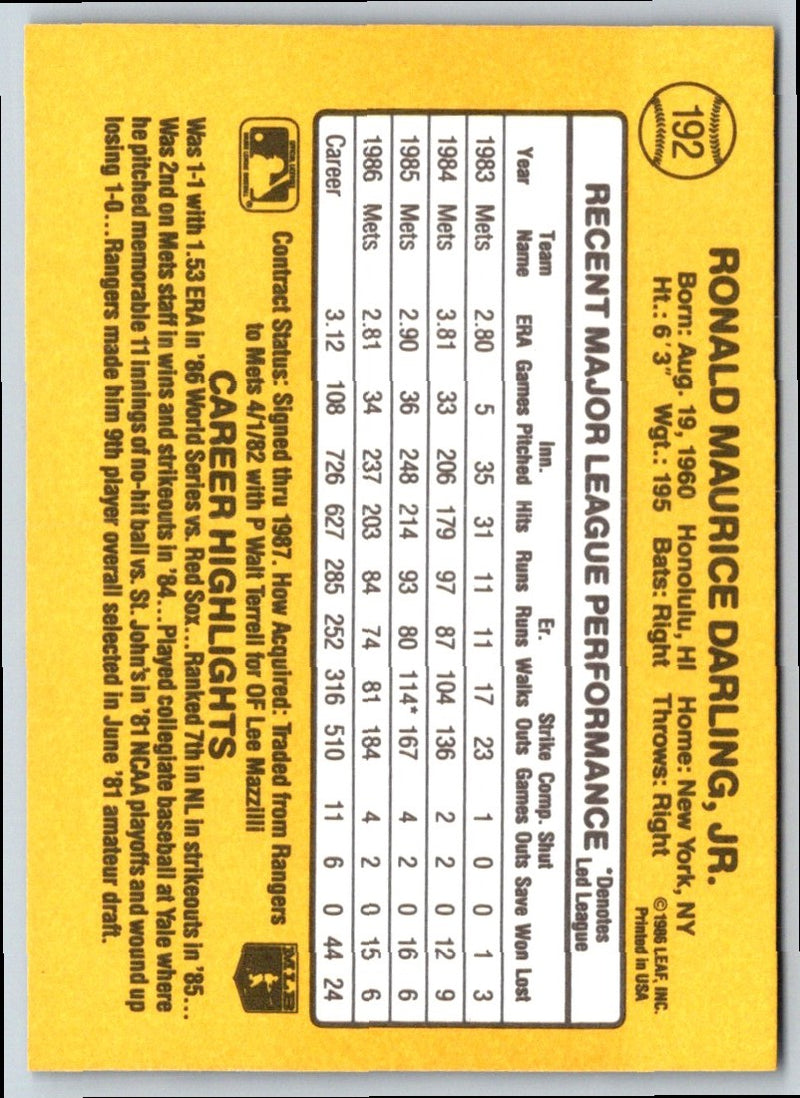 192
RONALD MAURICE DARLING, JR.
Born: Aug. 19, 1960 Honolulu, HI Home: New York, NY
Ht.: 6'3" Wgt.: 195 Bats: Right Throws: Right
©1986 LEAF, INC.
Printed in USA
RECENT MAJOR LEAGUE PERFORMANCE *Denotes Led League
Team Inn. Er. Strike Comp. Shut
Year Name ERA Games Pitched Hits Runs Runs Walks Outs Games Outs Save Won Lost
1983 Mets 2.80 5 35 31 11 11 17 23 1 0 0 1 3
1984 Mets 3.81 33 206 179 97 87 104 136 2 2 0 12 9
1985 Mets 2.90 36 248 214 93 80 114* 167 4 2 0 16 6
1986 Mets 2.81 34 237 203 84 74 81 184 4 2 0 15 6
Career 3.12 108 726 627 285 252 316 510 11 6 0 44 24
Contract Status: Signed thru 1987. How Acquired: Traded from Rangers
to Mets 4/1/82 with P Walt Terrell for OF Lee Mazzilli
MLB
CAREER HIGHLIGHTS
Was 1-1 with 1.53 ERA in '86 World Series vs. Red Sox...Ranked 7th in NL in strikeouts in '85...
Was 2nd on Mets staff in wins and strikeouts in '84...Played collegiate baseball at Yale where
he pitched memorable 11 innings of no-hit ball vs. St. John's in '81 NCAA playoffs and wound up
losing 1-0...Rangers made him 9th player overall selected in June '81 amateur draft.